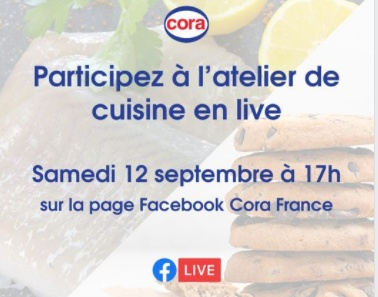 cora
Participez à l'atelier de
cuisine en live
Samedi 12 septembre à 17h
sur la page Facebook Cora France
f LIVE